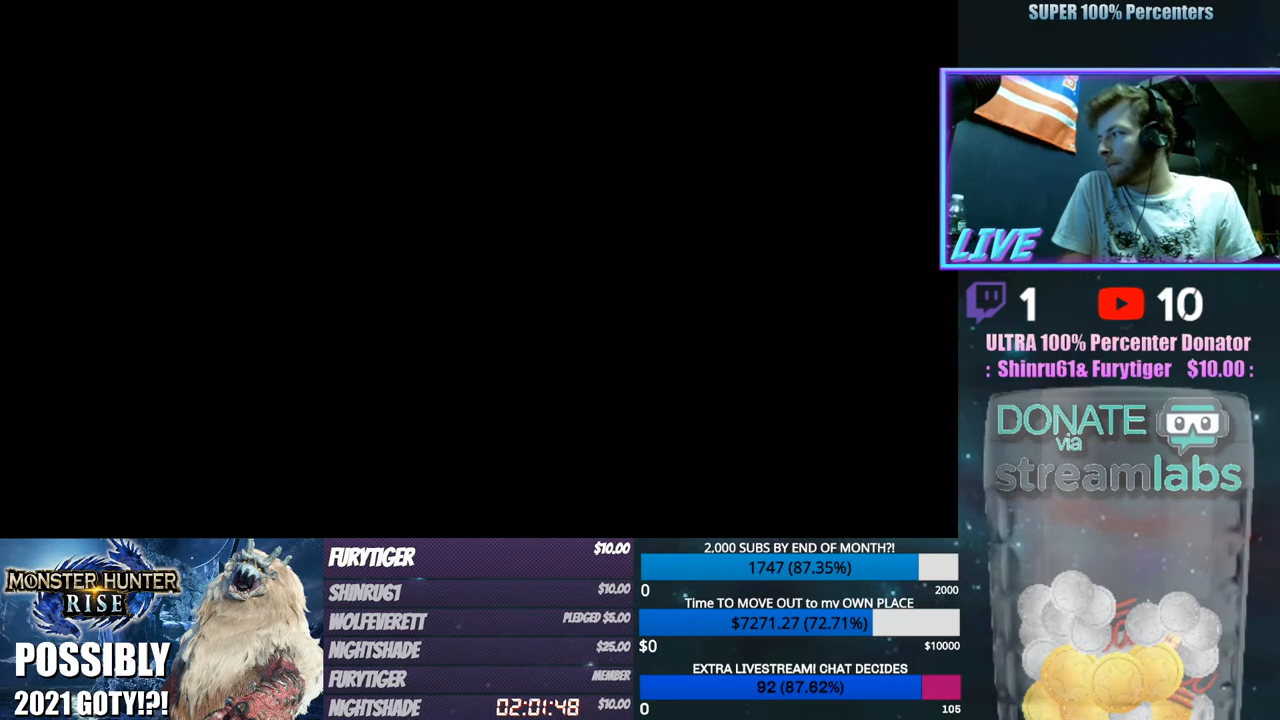 SUPER 100% Percenters
LIVE
1 10
ULTRA 100% Percenter Donator
: Shinru61& Furytiger $10.00 :
DONATE
via
streamlabs
MONSTER HUNTER
RISE
POSSIBLY
2021 GOTY!?!
FURYTIGER $10.00
SHINRU61 $10.00
WOLFEVERETT PLEDGED $5.00
NIGHTSHADE $25.00
FURYTIGER MEMBER
NIGHTSHADE 02:01:48 $10.00
2,000 SUBS BY END OF MONTH?!
1747 (87.35%)
0 2000
Time TO MOVE OUT to my OWN PLACE
$7271.27 (72.71%)
$0 $10000
EXTRA LIVESTREAM! CHAT DECIDES
92 (87.62%)
0 105